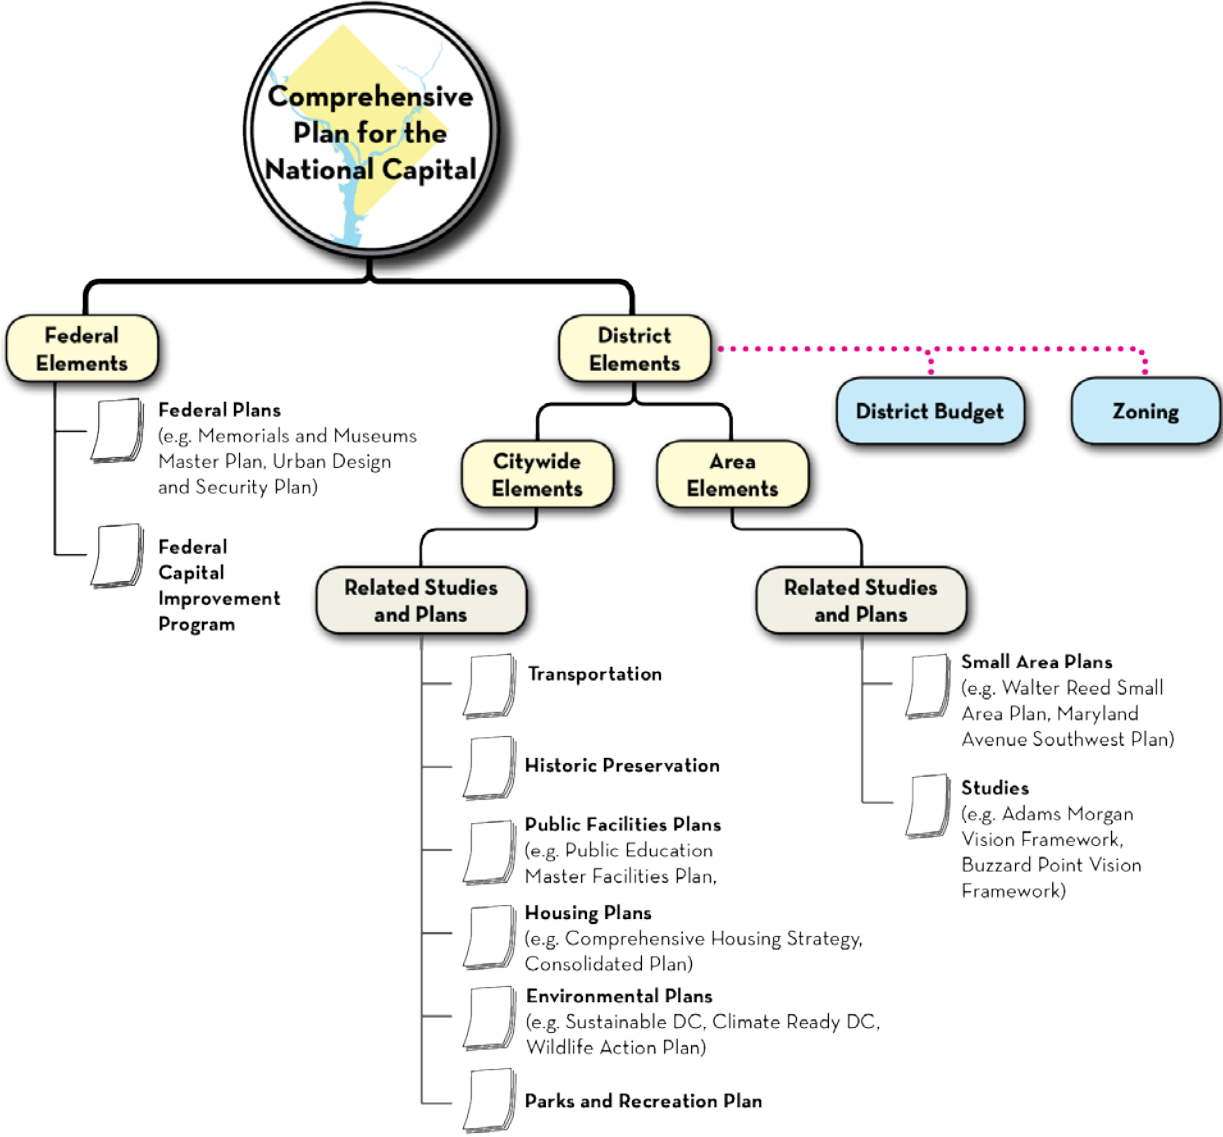 Comprehensive
Plan for the
National Capital
Federal
Elements
District
Elements
District Budget
Zoning
Federal Plans
(e.g. Memorials and Museums
Master Plan, Urban Design
and Security Plan)
Federal
Capital
Improvement
Program
Citywide
Elements
Area
Elements
Related Studies
and Plans
Transportation
Historic Preservation
Public Facilities Plans
(e.g. Public Education
Master Facilities Plan,
Housing Plans
(e.g. Comprehensive Housing Strategy,
Consolidated Plan)
Environmental Plans
(e.g. Sustainable DC, Climate Ready DC,
Wildlife Action Plan)
Parks and Recreation Plan
Related Studies
and Plans
Small Area Plans
(e.g. Walter Reed Small
Area Plan, Maryland
Avenue Southwest Plan)
Studies
(e.g. Adams Morgan
Vision Framework,
Buzzard Point Vision
Framework)